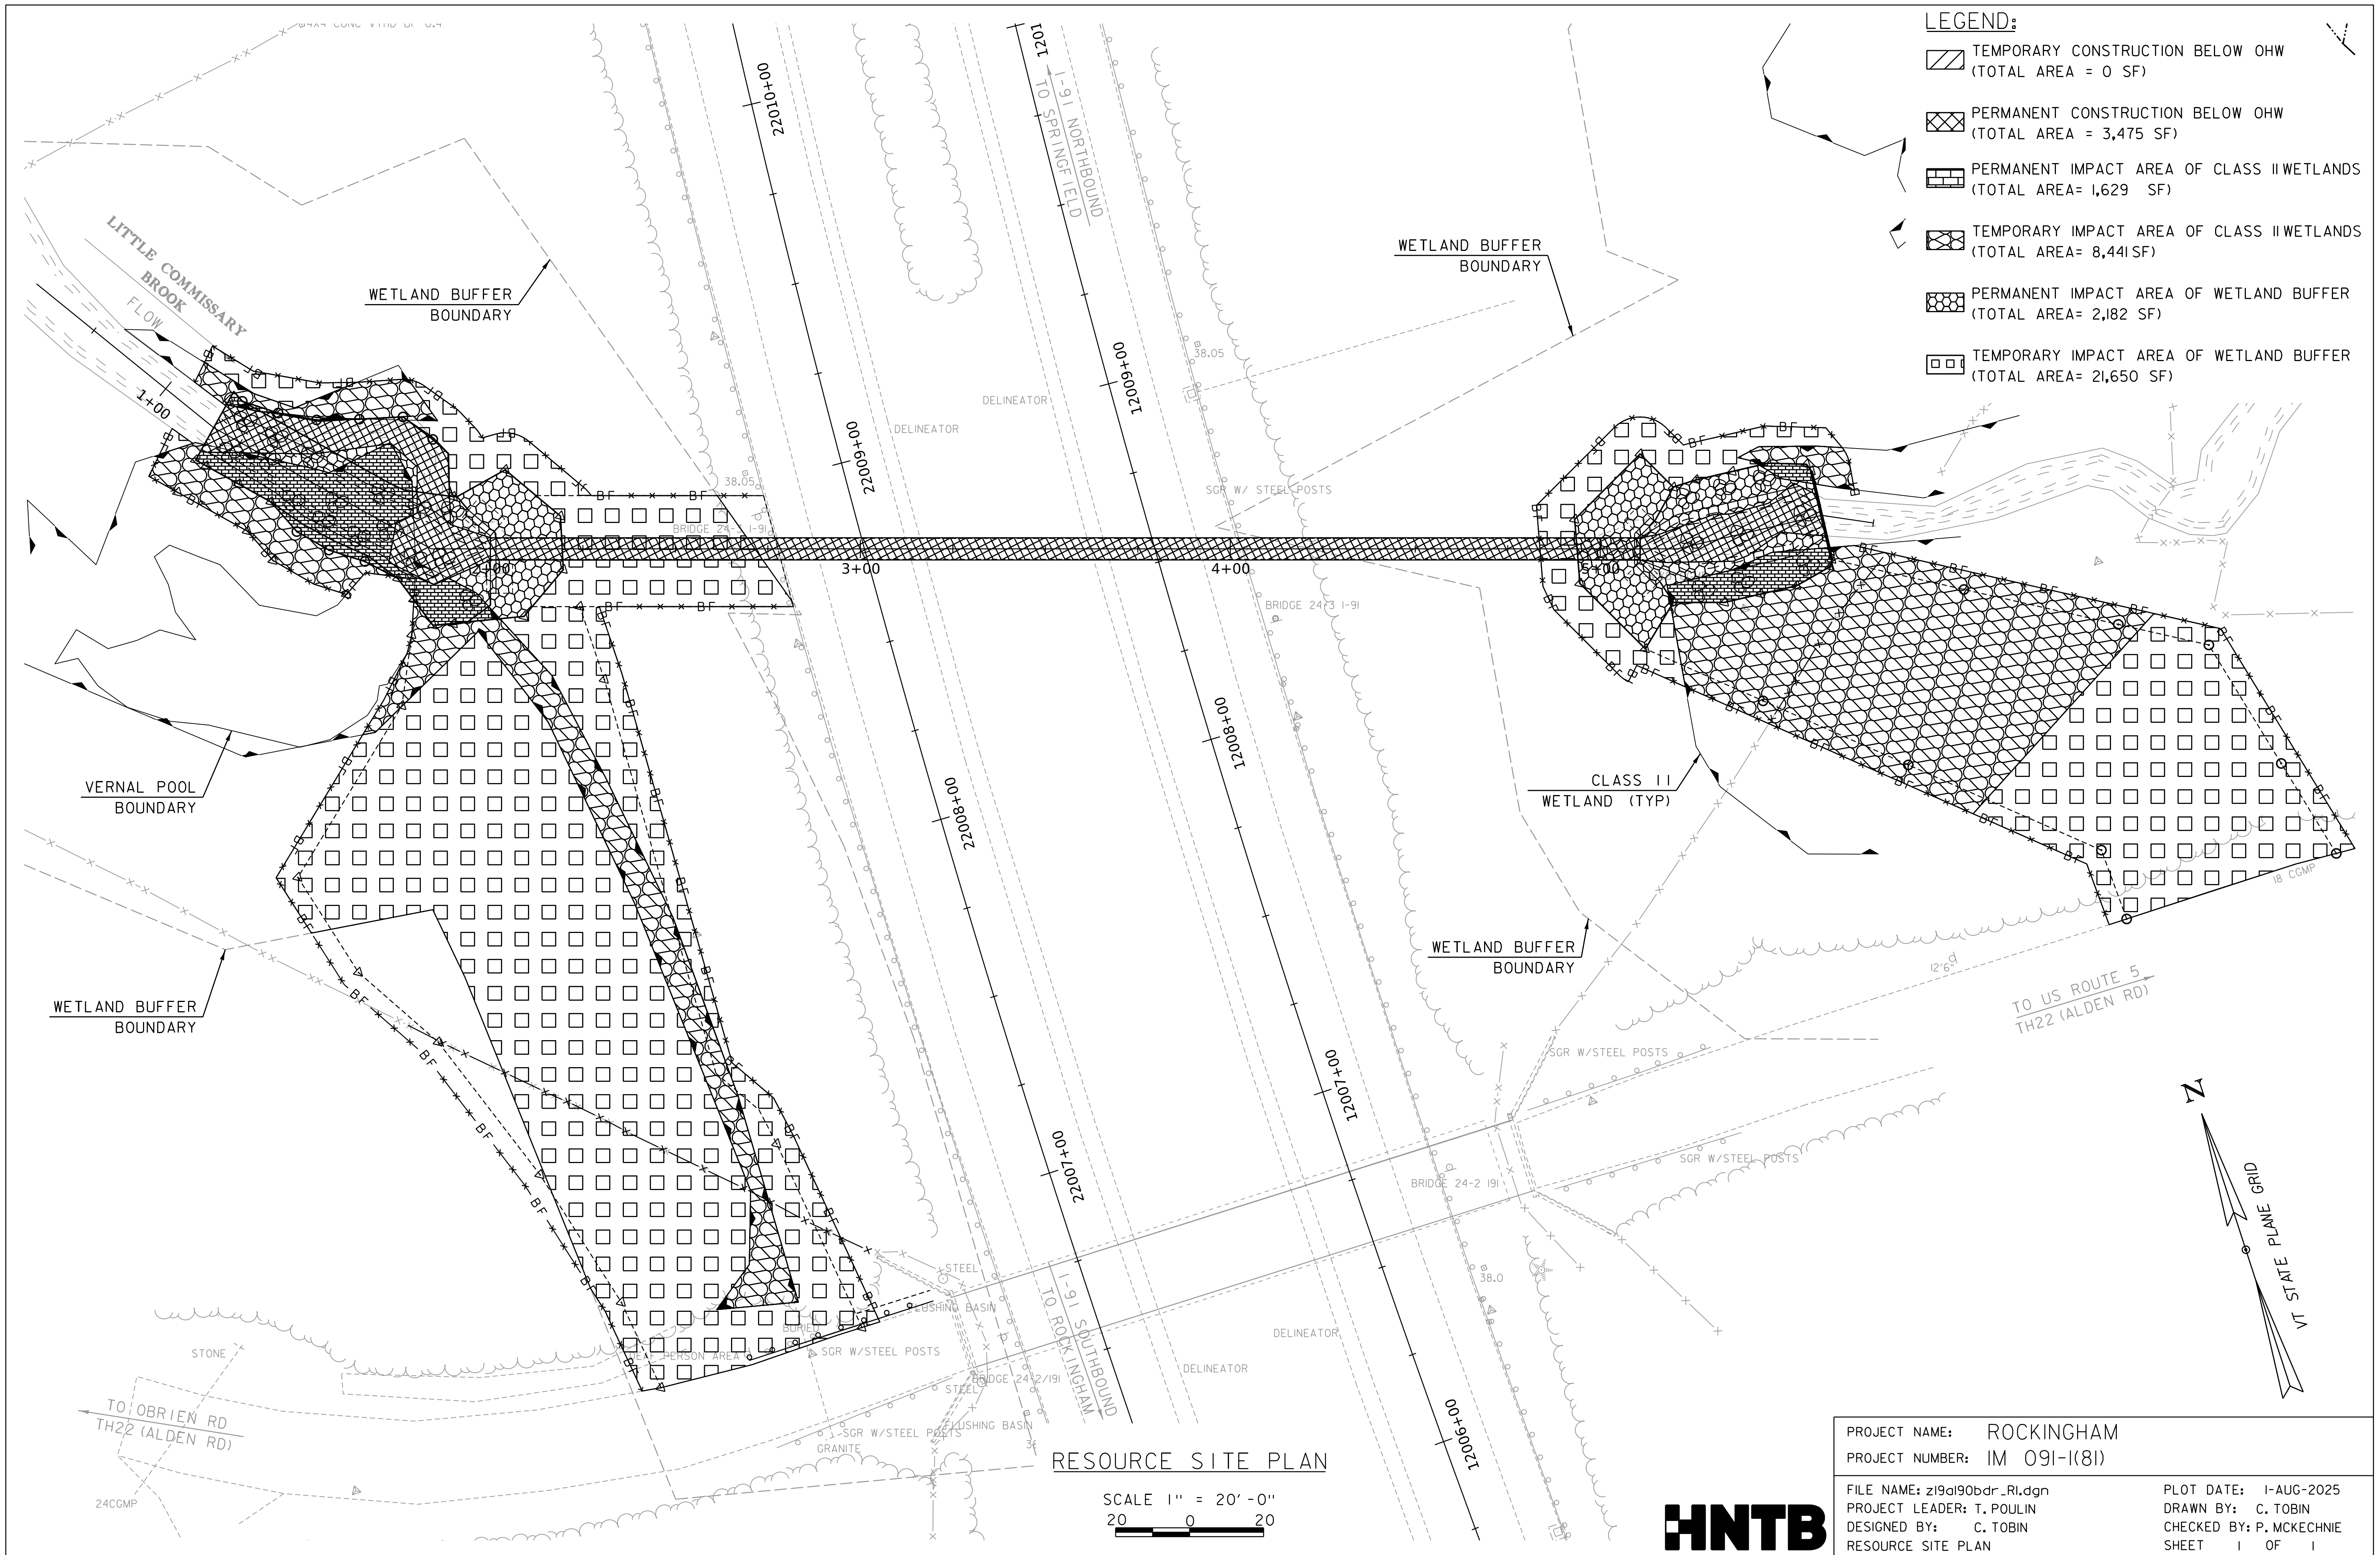 LEGEND:
TEMPORARY CONSTRUCTION BELOW OHW
(TOTAL AREA = 0 SF)
PERMANENT CONSTRUCTION BELOW OHW
(TOTAL AREA = 3,475 SF)
PERMANENT IMPACT AREA OF CLASS II WETLANDS
(TOTAL AREA= 1,629 SF)
TEMPORARY IMPACT AREA OF CLASS II WETLANDS
(TOTAL AREA= 8,441 SF)
PERMANENT IMPACT AREA OF WETLAND BUFFER
(TOTAL AREA= 2,182 SF)
TEMPORARY IMPACT AREA OF WETLAND BUFFER
(TOTAL AREA= 21,650 SF)
22010+00
1201
I-91 NORTHBOUND
TO SPRINGFIELD
LITTLE COMMISSARY
BROOK
FLOW
WETLAND BUFFER
BOUNDARY
WETLAND BUFFER
BOUNDARY
1+00
38.05
12009+00
DELINEATOR
DELINEATOR
22009+00
38.05
SGR W/ STEEL POSTS
BRIDGE 24-3 I-91
2+00
3+00
4+00
5+00
BF
BF
BF
BF
BRIDGE 24-3 I-91
12008+00
22008+00
VERNAL POOL
BOUNDARY
CLASS II
WETLAND (TYP)
18 CGMP
WETLAND BUFFER
BOUNDARY
WETLAND BUFFER
BOUNDARY
12'6"
TO US ROUTE 5
TH22 (ALDEN RD)
SGR W/STEEL POSTS
12007+00
22007+00
SGR W/STEEL POSTS
BRIDGE 24-2 I91
N
VT STATE PLANE GRID
STEEL
FLUSHING BASIN
BURIED
38.0
I-91 SOUTHBOUND
TO ROCKINGHAM
DELINEATOR
STONE
PERSON AREA
SGR W/STEEL POSTS
DELINEATOR
BRIDGE 24-2/I91
STEEL
TO OBRIEN RD
TH22 (ALDEN RD)
FLUSHING BASIN
SGR W/STEEL POSTS
GRANITE
12006+00
24CGMP
RESOURCE SITE PLAN
SCALE 1" = 20'-0"
20 0 20
HNTB
PROJECT NAME: ROCKINGHAM
PROJECT NUMBER: IM 091-1(81)
FILE NAME: z19a190bdr_RI.dgn
PLOT DATE: 1-AUG-2025
PROJECT LEADER: T. POULIN
DRAWN BY: C. TOBIN
DESIGNED BY: C. TOBIN
CHECKED BY: P. MCKECHNIE
RESOURCE SITE PLAN
SHEET 1 OF 1